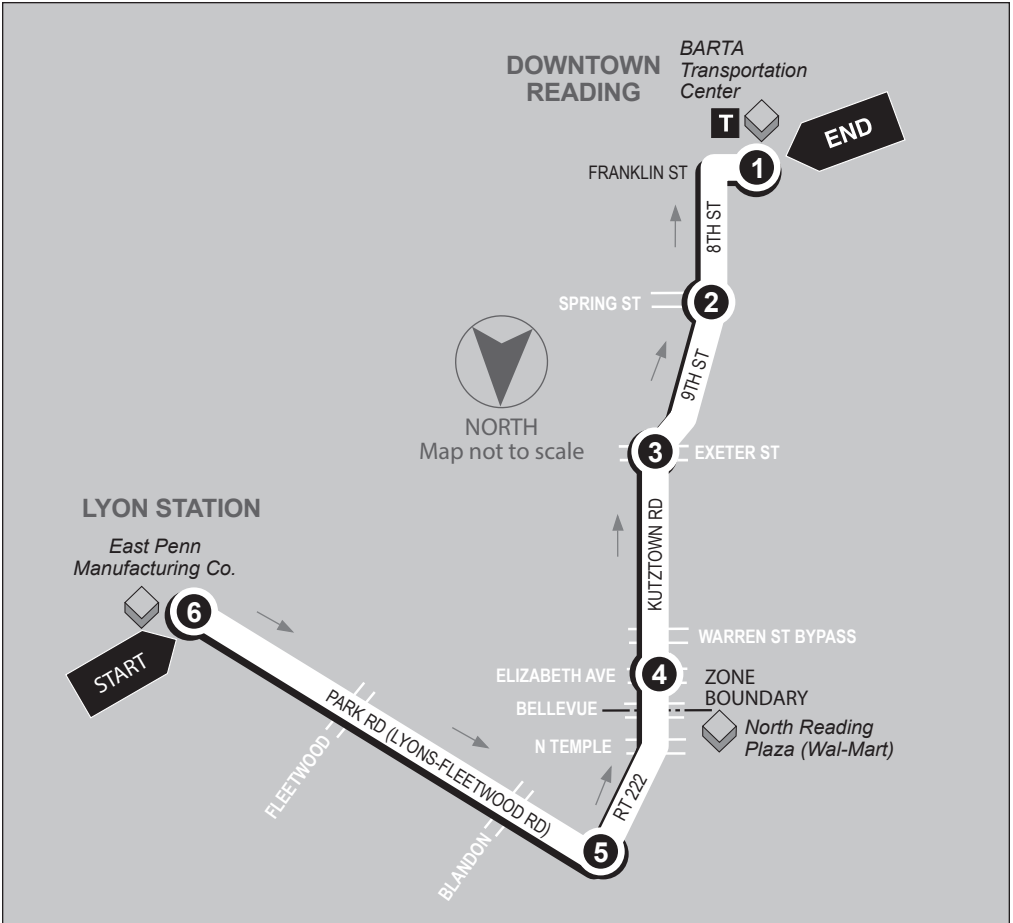 DOWNTOWN
READING
BARTA
Transportation
Center
T
END
FRANKLIN ST
1
8TH ST
SPRING ST
2
9TH ST
NORTH
Map not to scale
3
EXETER ST
LYON STATION
East Penn
Manufacturing Co.
KUTZTOWN RD
6
START
WARREN ST BYPASS
ELIZABETH AVE
4
ZONE
BOUNDARY
BELLEVUE
North Reading
Plaza (Wal-Mart)
N TEMPLE
PARK RD (LYONS-FLEETWOOD RD)
FLEETWOOD
RT 222
BLANDON
5